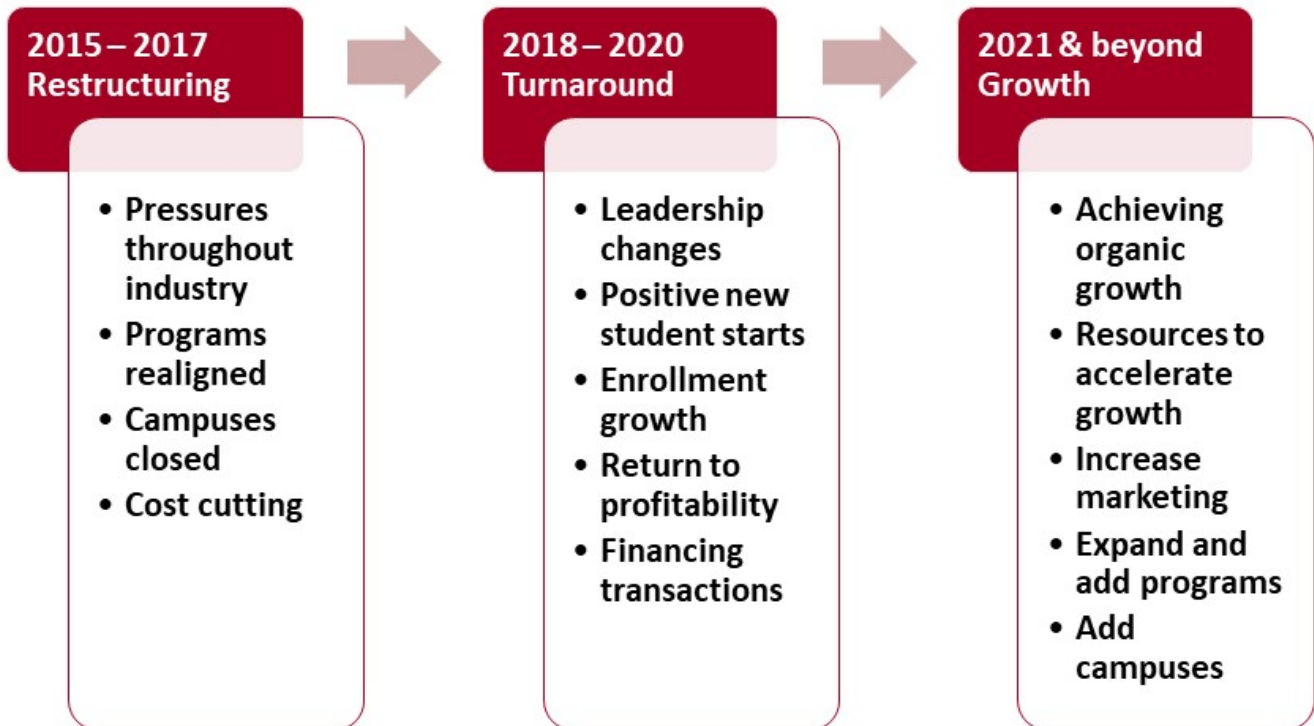 2015 – 2017
Restructuring
• Pressures
throughout
industry
• Programs
realigned
• Campuses
closed
• Cost cutting
2018 – 2020
Turnaround
• Leadership
changes
• Positive new
student starts
• Enrollment
growth
• Return to
profitability
• Financing
transactions
2021 & beyond
Growth
• Achieving
organic
growth
• Resources to
accelerate
growth
• Increase
marketing
• Expand and
add programs
• Add
campuses